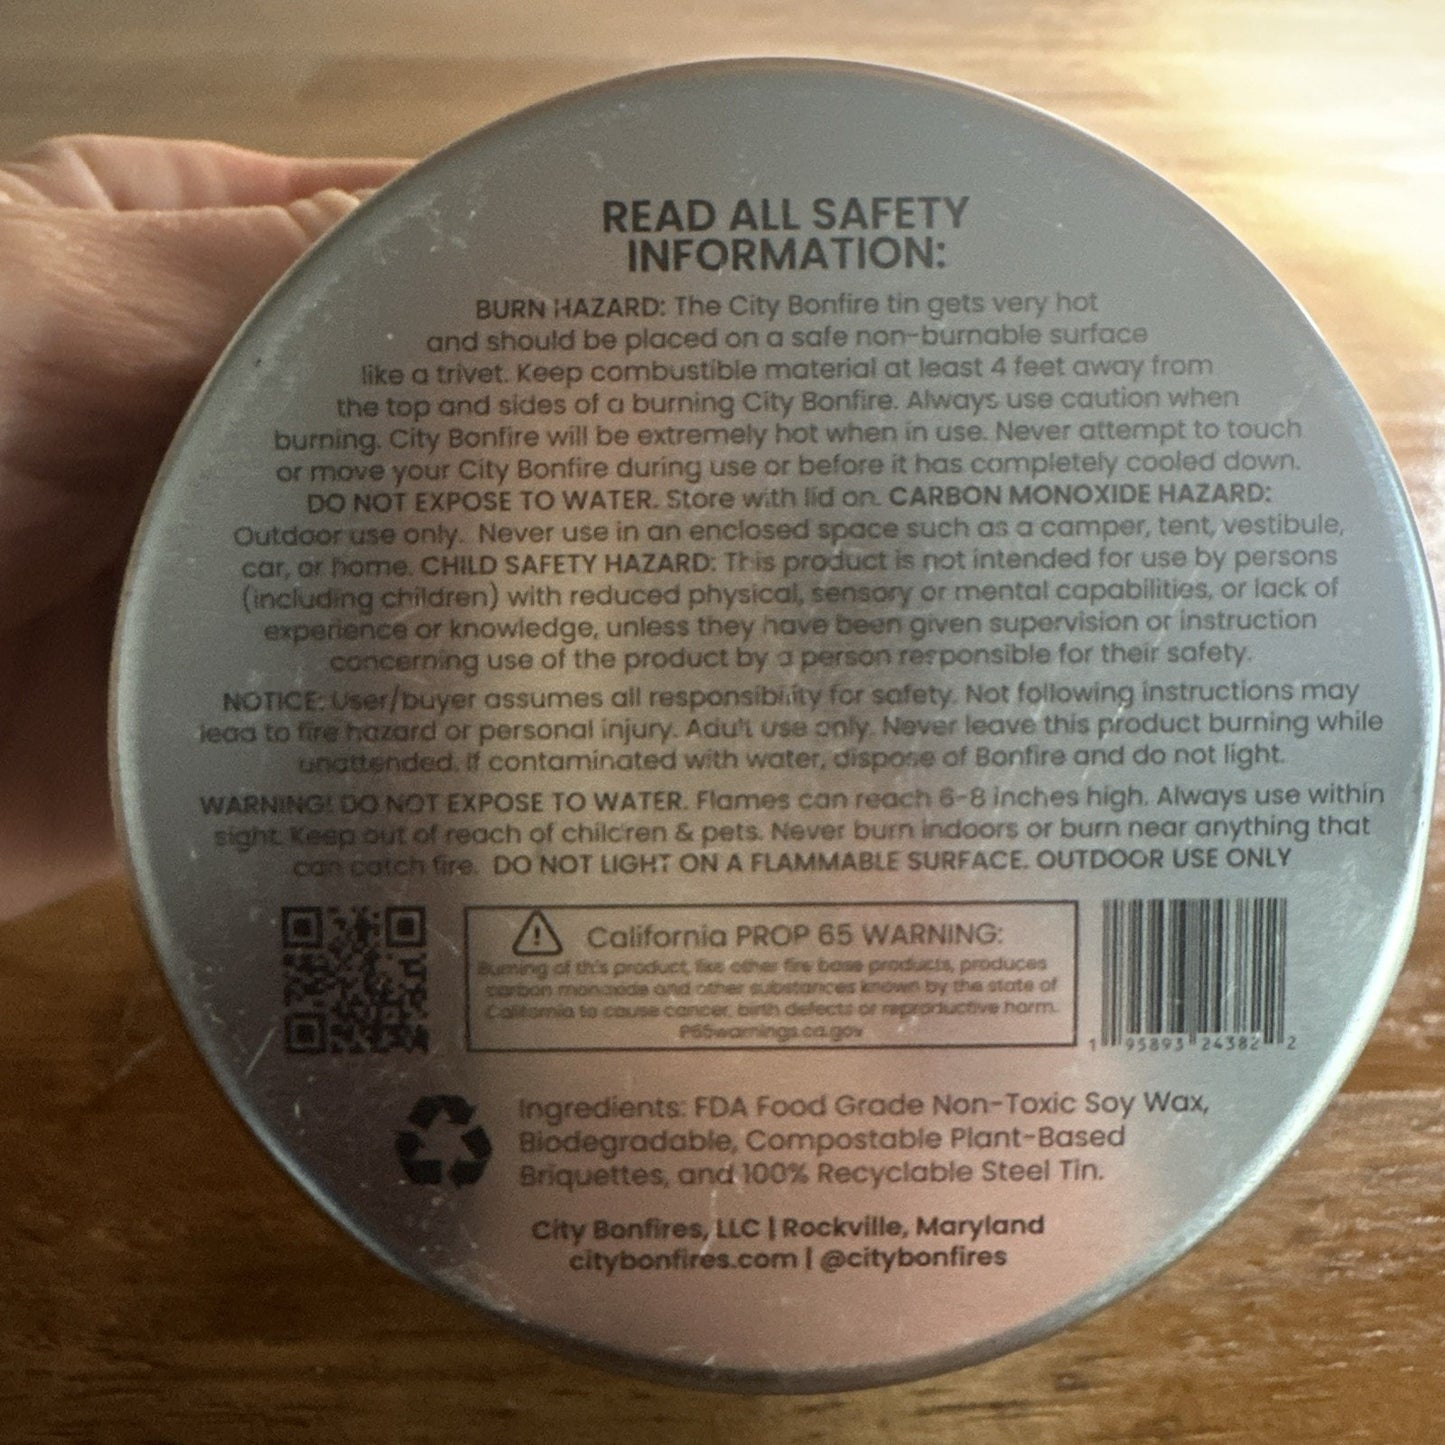 READ ALL SAFETY
INFORMATION:
BURN HAZARD: The City Bonfire tin gets very hot
and should be placed on a safe non-burnable surface
like a trivet. Keep combustible material at least 4 feet away from
the top and sides of a burning City Bonfire. Always use caution when
burning. City Bonfire will be extremely hot when in use. Never attempt to touch
or move your City Bonfire during use or before it has completely cooled down.
DO NOT EXPOSE TO WATER. Store with lid on. CARBON MONOXIDE HAZARD:
Outdoor use only. Never use in an enclosed space such as a camper, tent, vestibule,
car, or home. CHILD SAFETY HAZARD: This product is not intended for use by persons
(including children) with reduced physical, sensory or mental capabilities, or lack of
experience or knowledge, unless they have been given supervision or instruction
concerning use of the product by a person responsible for their safety.
NOTICE: User/buyer assumes all responsibility for safety. Not following instructions may
lead to fire hazard or personal injury. Adult use only. Never leave this product burning while
unattended. If contaminated with water, dispose of Bonfire and do not light.
WARNING! DO NOT EXPOSE TO WATER. Flames can reach 6-8 inches high. Always use within
sight. Keep out of reach of children & pets. Never burn indoors or burn near anything that
can catch fire. DO NOT LIGHT ON A FLAMMABLE SURFACE. OUTDOOR USE ONLY
California PROP 65 WARNING:
Burning of this product, like other fire base products, produces
carbon monoxide and other substances known by the state of
California to cause cancer, birth defects or reproductive harm.
P65warnings.ca.gov
1 95893 24382 2
Ingredients: FDA Food Grade Non-Toxic Soy Wax,
Biodegradable, Compostable Plant-Based
Briquettes, and 100% Recyclable Steel Tin.
City Bonfires, LLC | Rockville, Maryland
citybonfires.com | @citybonfires